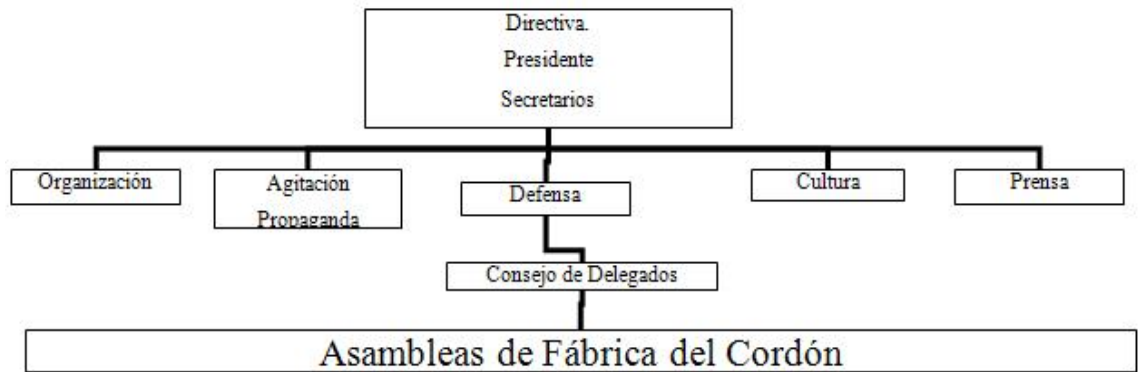 Directiva.
Presidente
Secretarios
Organización
Agitación
Propaganda
Defensa
Cultura
Prensa
Consejo de Delegados
Asambleas de Fábrica del Cordón